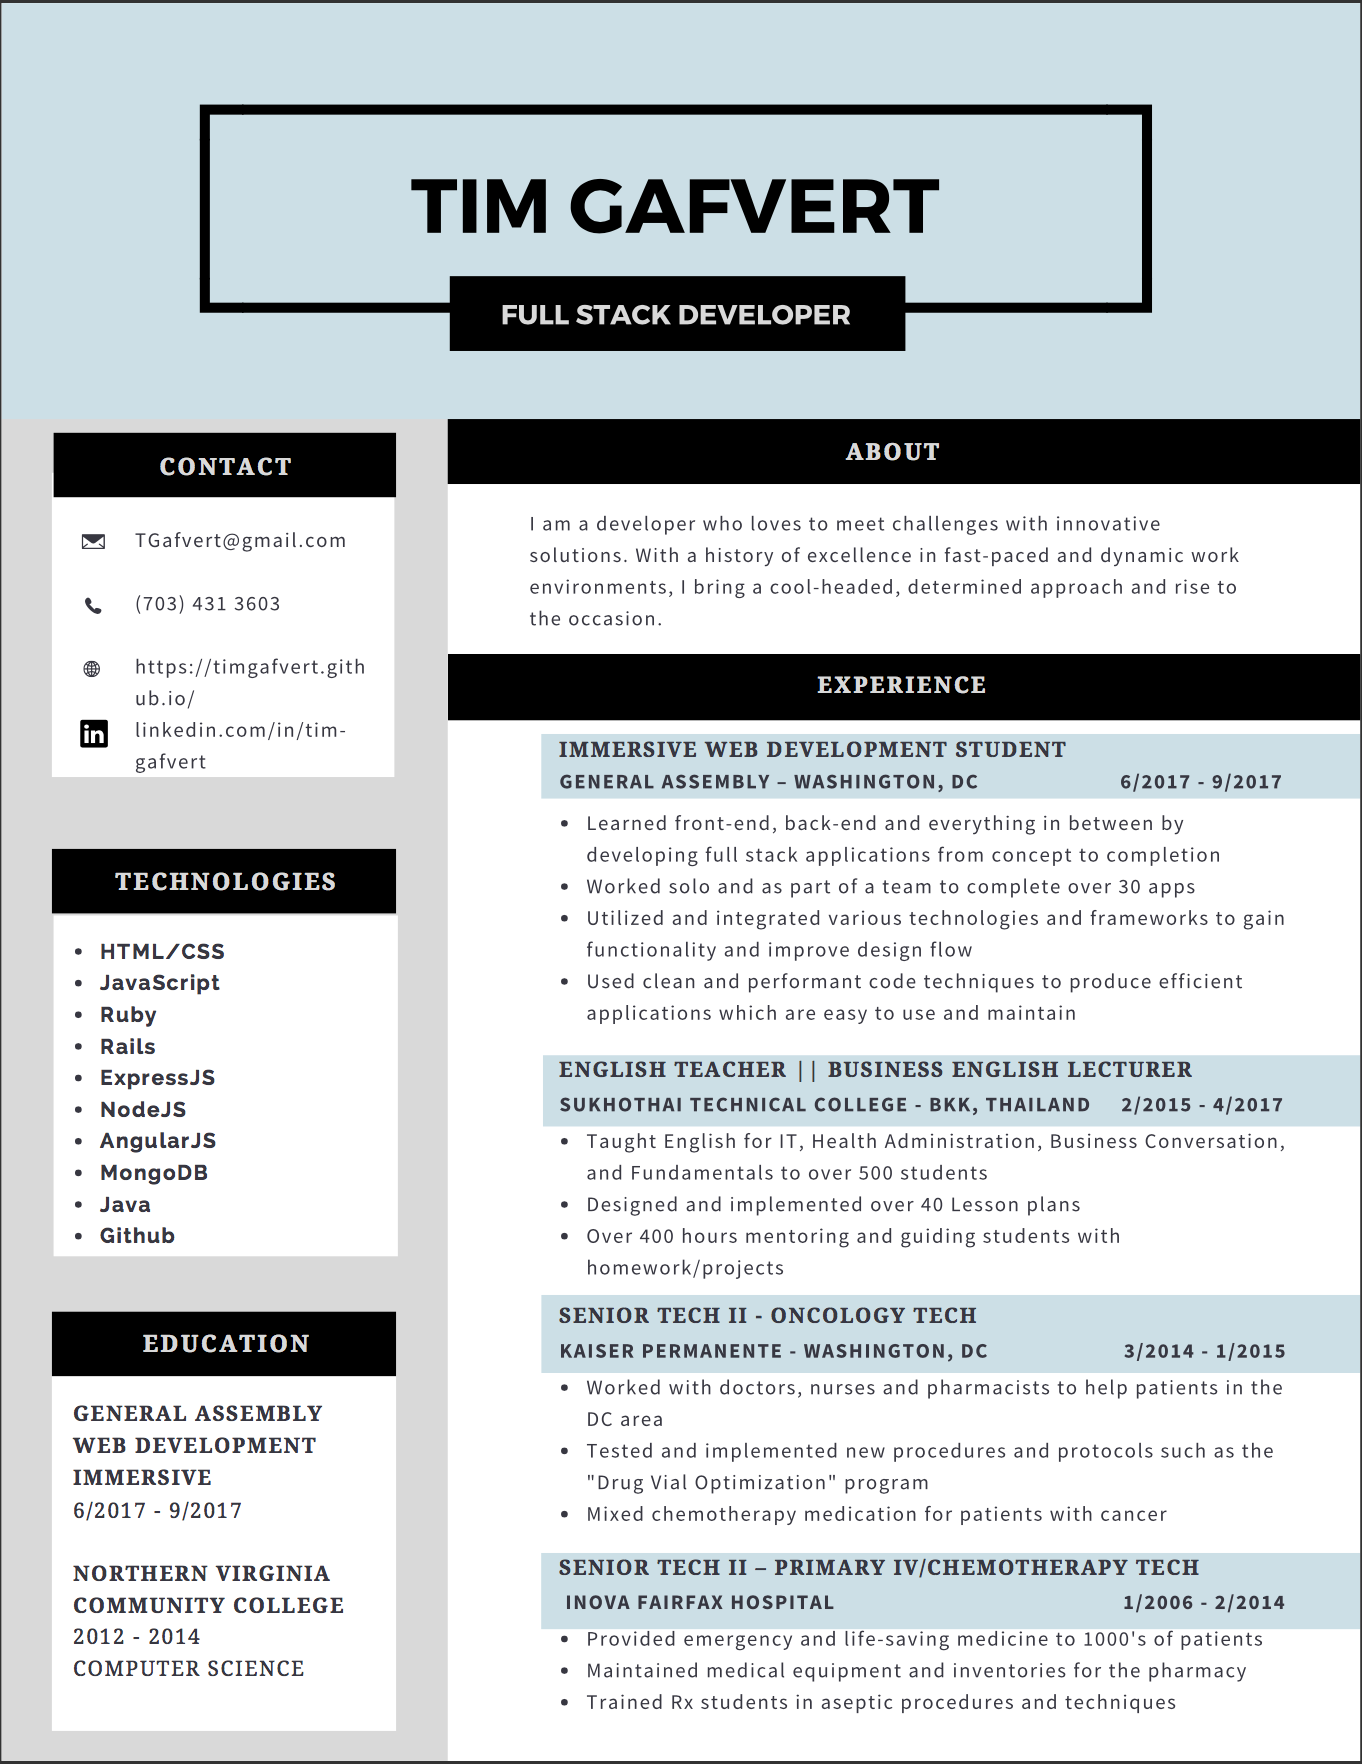 TIM GAFVERT
FULL STACK DEVELOPER
CONTACT
TGafvert@gmail.com
(703) 431 3603
https://timgafvert.gith
ub.io/
in
linkedin.com/in/tim-
gafvert
TECHNOLOGIES
• HTML/CSS
• JavaScript
• Ruby
• Rails
• ExpressJS
• NodeJS
• AngularJS
• MongoDB
• Java
• Github
EDUCATION
GENERAL ASSEMBLY
WEB DEVELOPMENT
IMMERSIVE
6/2017 - 9/2017
NORTHERN VIRGINIA
COMMUNITY COLLEGE
2012 - 2014
COMPUTER SCIENCE
ABOUT
I am a developer who loves to meet challenges with innovative
solutions. With a history of excellence in fast-paced and dynamic work
environments, I bring a cool-headed, determined approach and rise to
the occasion.
EXPERIENCE
IMMERSIVE WEB DEVELOPMENT STUDENT
GENERAL ASSEMBLY – WASHINGTON, DC 6/2017 - 9/2017
• Learned front-end, back-end and everything in between by
developing full stack applications from concept to completion
• Worked solo and as part of a team to complete over 30 apps
• Utilized and integrated various technologies and frameworks to gain
functionality and improve design flow
• Used clean and performant code techniques to produce efficient
applications which are easy to use and maintain
ENGLISH TEACHER || BUSINESS ENGLISH LECTURER
SUKHOTHAI TECHNICAL COLLEGE - BKK, THAILAND 2/2015 - 4/2017
• Taught English for IT, Health Administration, Business Conversation,
and Fundamentals to over 500 students
• Designed and implemented over 40 Lesson plans
• Over 400 hours mentoring and guiding students with
homework/projects
SENIOR TECH II - ONCOLOGY TECH
KAISER PERMANENTE - WASHINGTON, DC 3/2014 - 1/2015
• Worked with doctors, nurses and pharmacists to help patients in the
DC area
• Tested and implemented new procedures and protocols such as the
"Drug Vial Optimization" program
• Mixed chemotherapy medication for patients with cancer
SENIOR TECH II – PRIMARY IV/CHEMOTHERAPY TECH
INOVA FAIRFAX HOSPITAL 1/2006 - 2/2014
• Provided emergency and life-saving medicine to 1000's of patients
• Maintained medical equipment and inventories for the pharmacy
• Trained Rx students in aseptic procedures and techniques